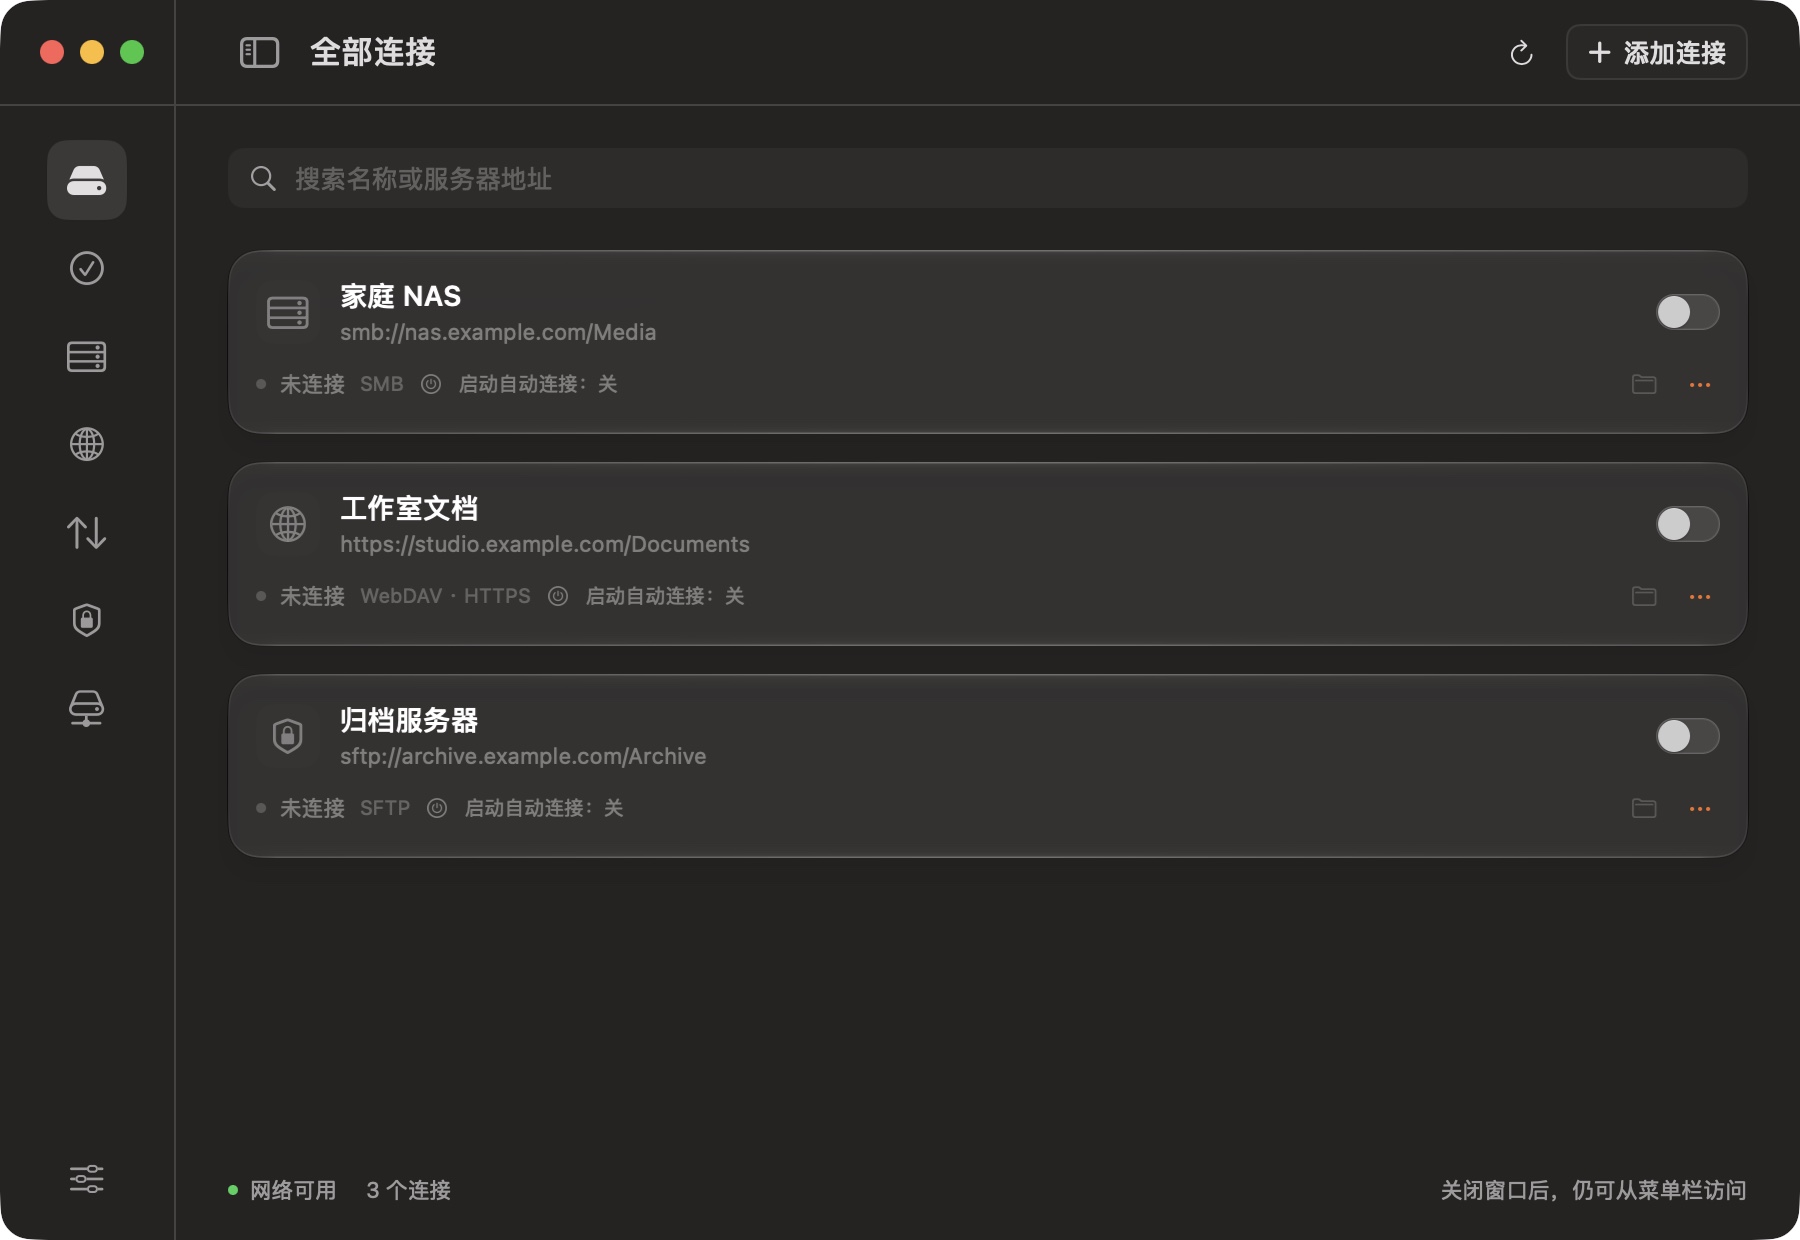 全部连接
添加连接
搜索名称或服务器地址
家庭 NAS
smb://nas.example.com/Media
未连接 SMB 启动自动连接：关
工作室文档
https://studio.example.com/Documents
未连接 WebDAV · HTTPS 启动自动连接：关
归档服务器
sftp://archive.example.com/Archive
未连接 SFTP 启动自动连接：关
网络可用 3 个连接
关闭窗口后，仍可从菜单栏访问